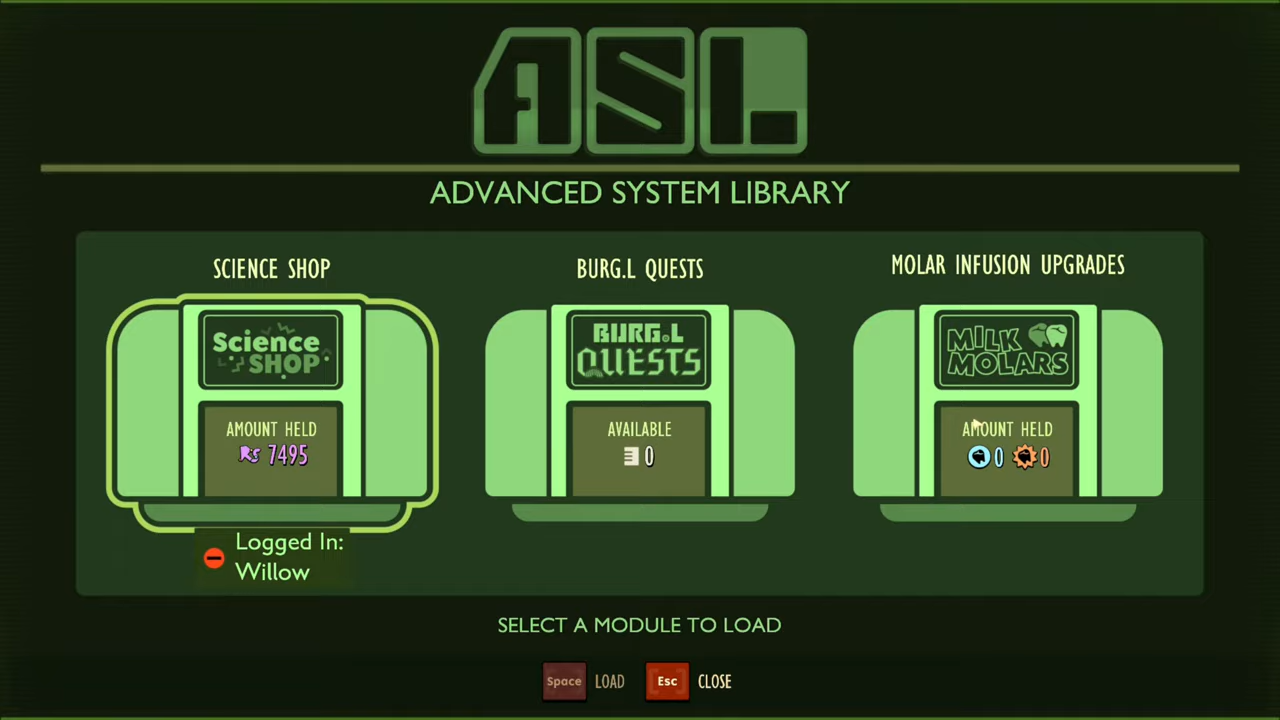 ASL
ADVANCED SYSTEM LIBRARY
SCIENCE SHOP
Science
SHOP
AMOUNT HELD
RS 7495
Logged In:
Willow
BURG.L QUESTS
BURG.L
QUESTS
AVAILABLE
0
MOLAR INFUSION UPGRADES
MILK
MOLARS
AMOUNT HELD
0 0
SELECT A MODULE TO LOAD
Space LOAD Esc CLOSE